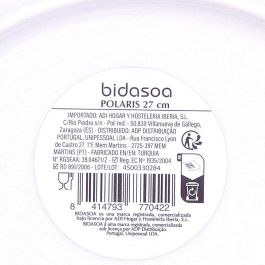 bidasoa
POLARIS 27 cm
IMPORTADO: ADI HOGAR Y HOSTELERIA IBERIA, S.L.
C/Río Piedra s/n - Pol. Ind. - 50.830 Villanueva de Gállego,
Zaragoza (ES) - DISTRIBUIDO: ADP DISTRIBUIÇÃO
PORTUGAL, UNIPESSOAL LDA - Rua Francisco Lyon
de Castro 27 1°E Mem Martins - 2725-397 MEM
MARTINS (PT) - FABRICADO EN/EM: TURQUIA
Nº RGSEAA: 39.04671/Z - Reg. EC Nº 1935/2004
RD 891/2006 - LOTE/LOT: 4500330284
8 414793 770422
BIDASOA es una marca registrada, comercializada
bajo licencia por ADI Hogar y Hosteleria Iberia, S.L.
BIDASOA é uma marca registrada, comercializada
sob licença por ADP Distribuição
Portugal, Unipessoal LDA.